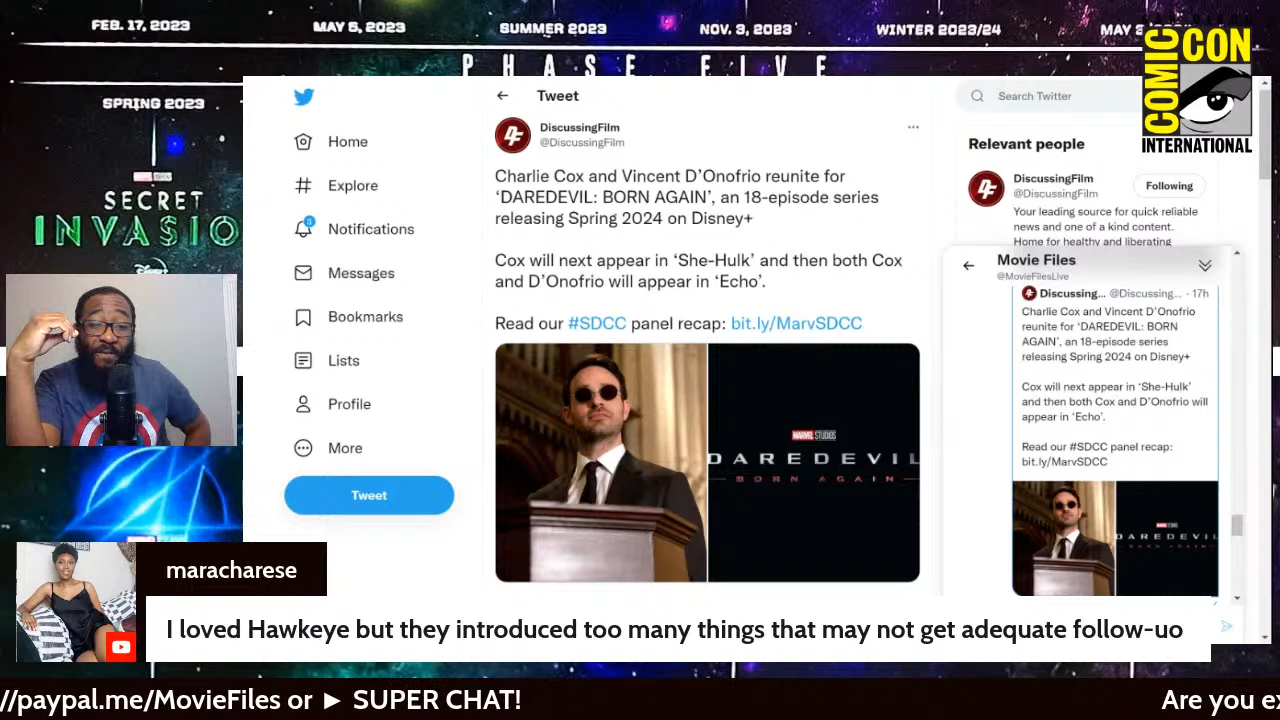 FEB. 17, 2023
MAY 5, 2023
SUMMER 2023
NOV. 3, 2023
WINTER 2023/24
MAY 3
PHASE FIVE
COMIC CON
INTERNATIONAL
SPRING 2023
SECRET
INVASIO
Disney
Tweet
Search Twitter
DiscussingFilm
@DiscussingFilm
Home
Explore
3
Notifications
Messages
Bookmarks
Lists
Profile
More
Tweet
Charlie Cox and Vincent D’Onofrio reunite for
‘DAREDEVIL: BORN AGAIN’, an 18-episode series
releasing Spring 2024 on Disney+
Cox will next appear in ‘She-Hulk’ and then both Cox
and D’Onofrio will appear in ‘Echo’.
Read our #SDCC panel recap: bit.ly/MarvSDCC
MARVEL STUDIOS
DAREDEVIL
BORN AGAIN
Relevant people
DiscussingFilm
@DiscussingFilm
Following
Your leading source for quick reliable
news and one of a kind content.
Home for healthy and liberating
Movie Files
@MovieFilesLive
Discussing... @Discussing... · 17h
Charlie Cox and Vincent D’Onofrio
reunite for ‘DAREDEVIL: BORN
AGAIN’, an 18-episode series
releasing Spring 2024 on Disney+
Cox will next appear in ‘She-Hulk’
and then both Cox and D’Onofrio will
appear in ‘Echo’.
Read our #SDCC panel recap:
bit.ly/MarvSDCC
DAREDEVIL
BORN AGAIN
maracharese
I loved Hawkeye but they introduced too many things that may not get adequate follow-uo
//paypal.me/MovieFiles or ► SUPER CHAT!
Are you ex